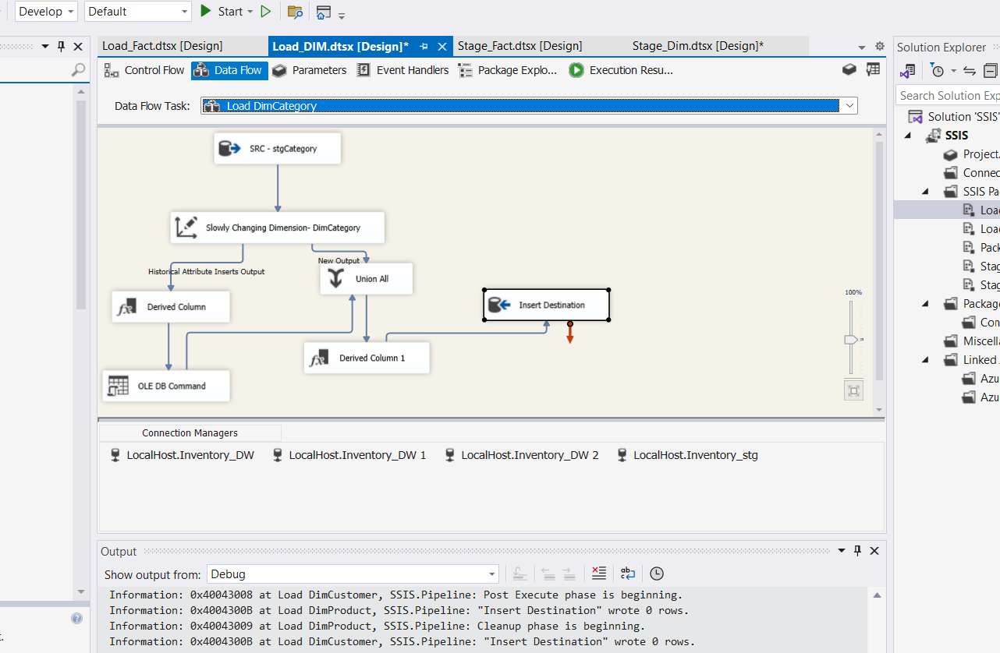 Develop Default Start
Load_Fact.dtsx [Design] Load_DIM.dtsx [Design]* Stage_Fact.dtsx [Design] Stage_Dim.dtsx [Design]*
Control Flow Data Flow Parameters Event Handlers Package Explo... Execution Resu...
Data Flow Task: Load DimCategory
SRC - stgCategory
Slowly Changing Dimension- DimCategory
New Output
Historical Attribute Inserts Output
Union All
Derived Column
Insert Destination
Derived Column 1
OLE DB Command
100%
Connection Managers
LocalHost.Inventory_DW LocalHost.Inventory_DW 1 LocalHost.Inventory_DW 2 LocalHost.Inventory_stg
Output
Show output from: Debug
Information: 0x40043008 at Load DimCustomer, SSIS.Pipeline: Post Execute phase is beginning.
Information: 0x4004300B at Load DimProduct, SSIS.Pipeline: "Insert Destination" wrote 0 rows.
Information: 0x40043009 at Load DimProduct, SSIS.Pipeline: Cleanup phase is beginning.
Information: 0x4004300B at Load DimCustomer, SSIS.Pipeline: "Insert Destination" wrote 0 rows.
Solution Explorer
Search Solution Exp
Solution 'SSIS'
SSIS
Project.
Connec
SSIS Pa
Loa
Loa
Pack
Stag
Stag
Package
Con
Miscella
Linked
Azu
Azu